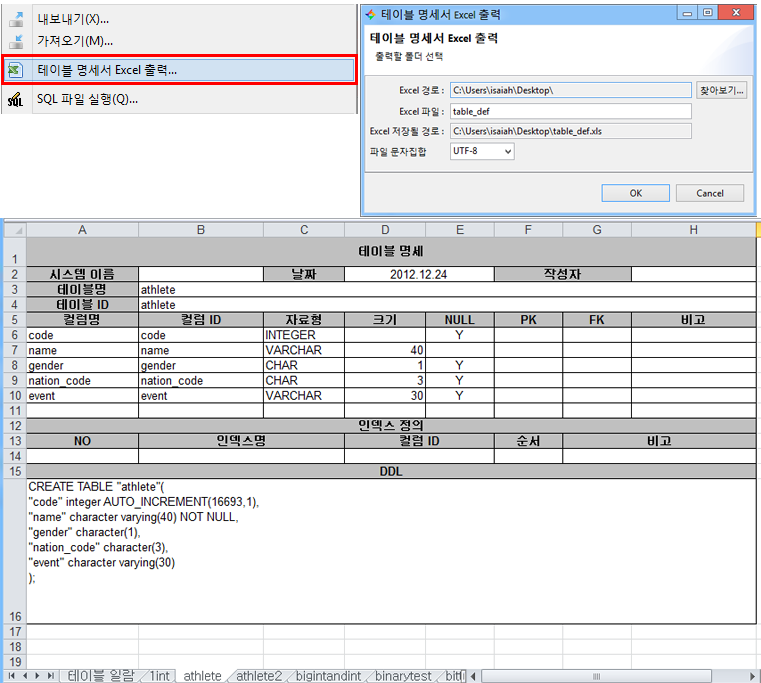 내보내기(X)...
가져오기(M)...
테이블 명세서 Excel 출력...
SQL SQL 파일 실행(Q)...
테이블 명세서 Excel 출력
테이블 명세서 Excel 출력
출력할 폴더 선택
Excel 경로 : C:\Users\isaiah\Desktop\ 찾아보기...
Excel 파일 : table_def
Excel 저장될 경로 : C:\Users\isaiah\Desktop\table_def.xls
파일 문자집합 UTF-8
OK Cancel
A B C D E F G H
1 테이블 명세
2 시스템 이름 날짜 2012.12.24 작성자
3 테이블명 athlete
4 테이블 ID athlete
5 컬럼명 컬럼 ID 자료형 크기 NULL PK FK 비고
6 code code INTEGER Y
7 name name VARCHAR 40
8 gender gender CHAR 1 Y
9 nation_code nation_code CHAR 3 Y
10 event event VARCHAR 30 Y
11
12 인덱스 정의
13 NO 인덱스명 컬럼 ID 순서 비고
14
15 DDL
CREATE TABLE "athlete"(
"code" integer AUTO_INCREMENT(16693,1),
"name" character varying(40) NOT NULL,
"gender" character(1),
"nation_code" character(3),
"event" character varying(30)
);
16
17
18
19
테이블 일람 1int athlete athlete2 bigintandint binarytest bitt